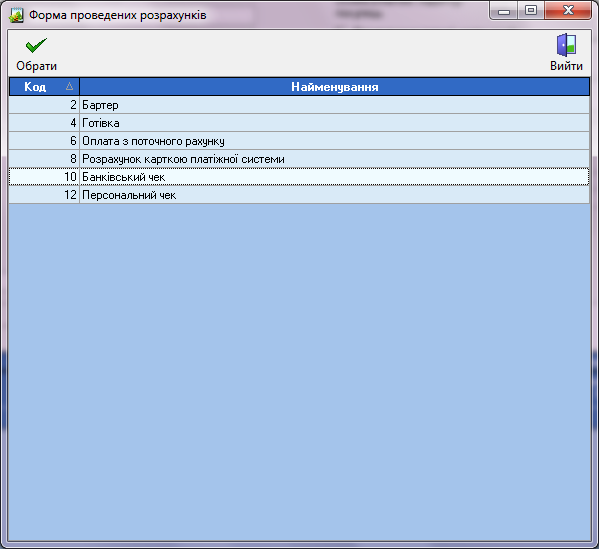 Форма проведених розрахунків
Обрати
Вийти
Код Найменування
2 Бартер
4 Готівка
6 Оплата з поточного рахунку
8 Розрахунок карткою платіжної системи
10 Банківський чек
12 Персональний чек